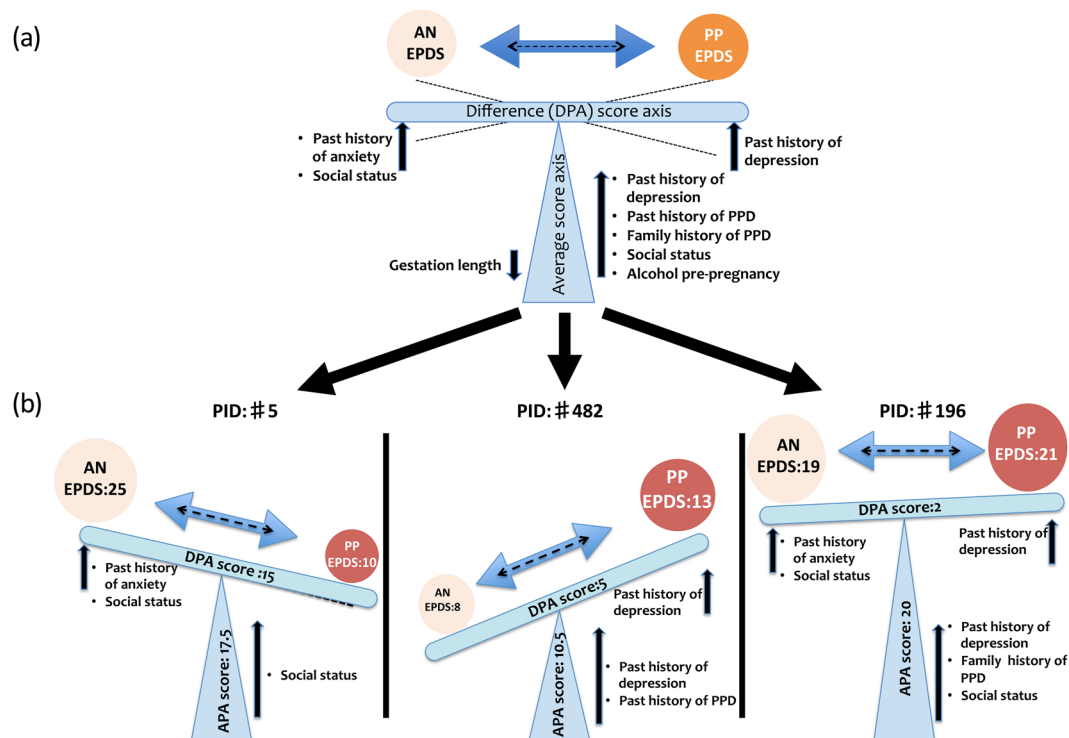 (a)
AN
EPDS
PP
EPDS
Difference (DPA) score axis
• Past history
of anxiety
• Social status
Past history of
depression
Average score axis
• Past history of
depression
• Past history of PPD
• Family history of PPD
• Social status
• Alcohol pre-pregnancy
Gestation length
(b)
PID:♯5
AN
EPDS:25
PP
EPDS:10
DPA score :15
• Past history
of anxiety
• Social status
APA score: 17.5
• Social status
PID:♯482
AN
EPDS:8
PP
EPDS:13
DPA score:5
Past history of
depression
APA score: 10.5
• Past history of
depression
• Past history of PPD
PID:♯196
AN
EPDS:19
PP
EPDS:21
DPA score:2
• Past history
of anxiety
• Social status
Past history of
depression
APA score: 20
• Past history of
depression
• Family history of
PPD
• Social status